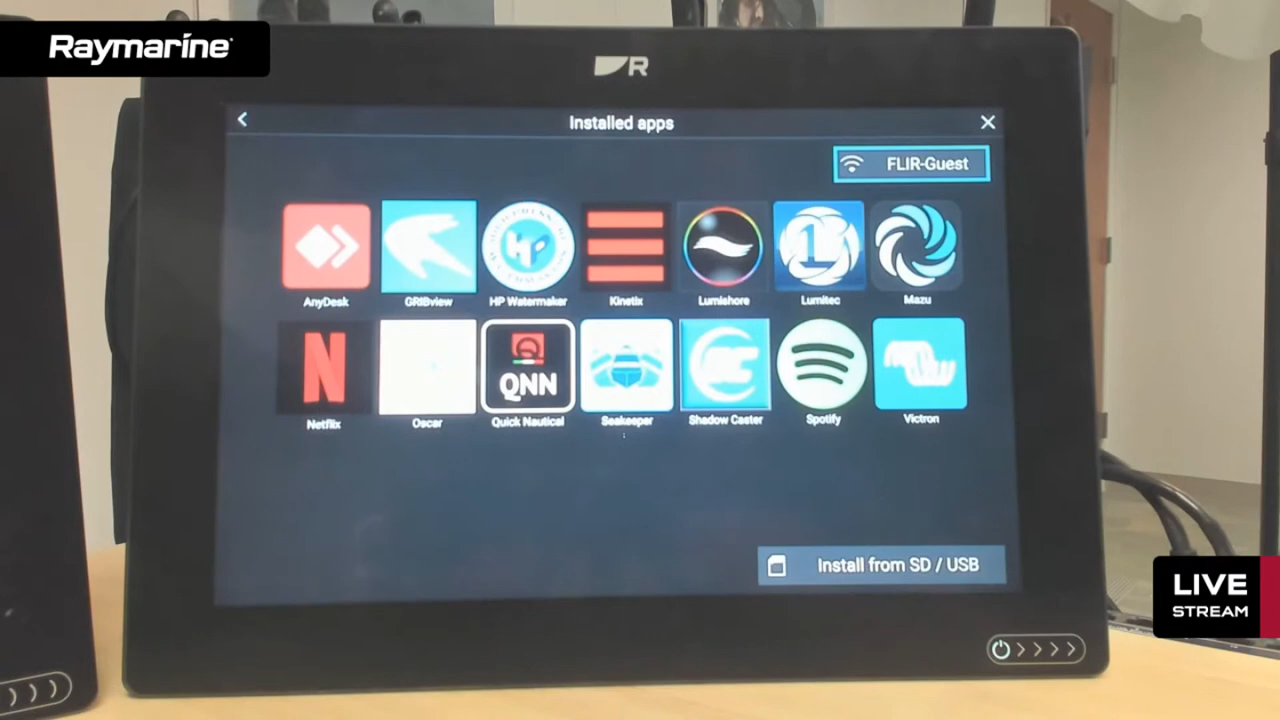 Raymarine
R
Installed apps
FLIR-Guest
HP
L
AnyDesk
GRIBview
HP Watermaker
Kinetix
Lumishore
Lumitec
Mazu
N
Q
QNN
Netflix
Oscar
Quick Nautical
Seakeeper
Shadow Caster
Spotify
Victron
Install from SD / USB
LIVE
STREAM